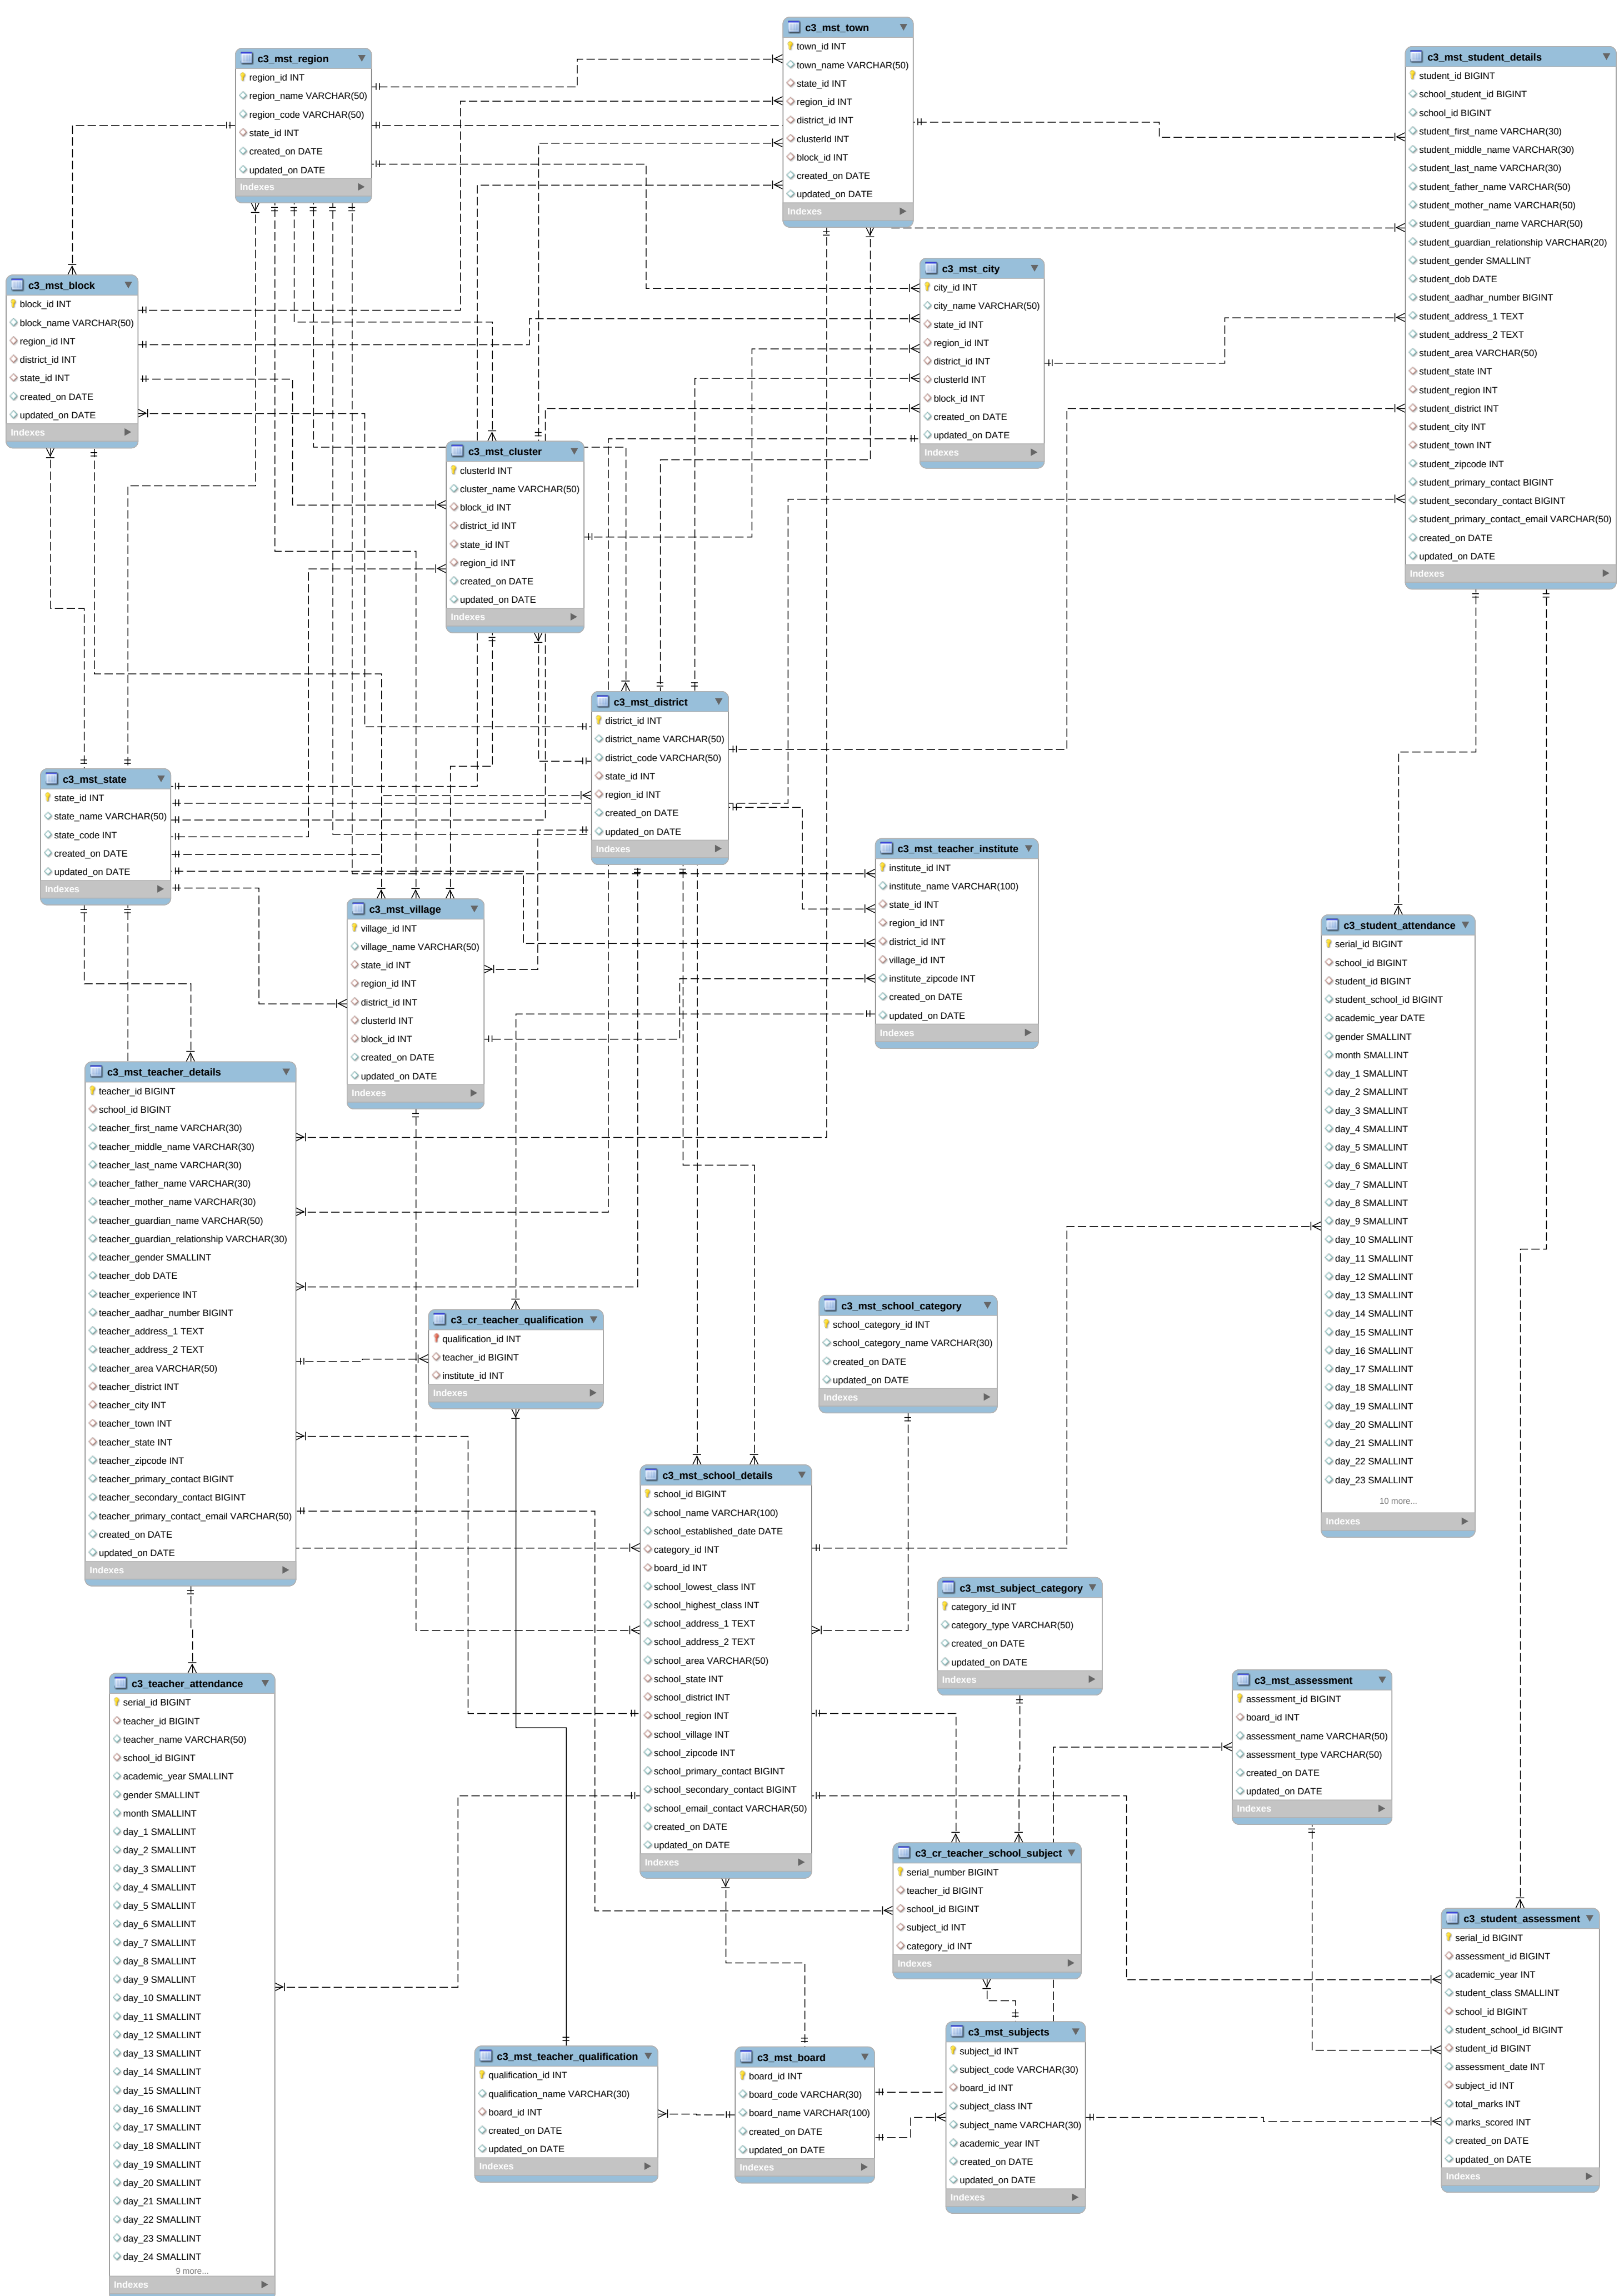 c3_mst_region
region_id INT
region_name VARCHAR(50)
region_code VARCHAR(50)
state_id INT
created_on DATE
updated_on DATE
Indexes
c3_mst_town
town_id INT
town_name VARCHAR(50)
state_id INT
region_id INT
district_id INT
clusterId INT
block_id INT
created_on DATE
updated_on DATE
Indexes
c3_mst_student_details
student_id BIGINT
school_student_id BIGINT
school_id BIGINT
student_first_name VARCHAR(30)
student_middle_name VARCHAR(30)
student_last_name VARCHAR(30)
student_father_name VARCHAR(50)
student_mother_name VARCHAR(50)
student_guardian_name VARCHAR(50)
student_guardian_relationship VARCHAR(20)
student_gender SMALLINT
student_dob DATE
student_aadhar_number BIGINT
student_address_1 TEXT
student_address_2 TEXT
student_area VARCHAR(50)
student_state INT
student_region INT
student_district INT
student_city INT
student_town INT
student_zipcode INT
student_primary_contact BIGINT
student_secondary_contact BIGINT
student_primary_contact_email VARCHAR(50)
created_on DATE
updated_on DATE
Indexes
c3_mst_block
block_id INT
block_name VARCHAR(50)
region_id INT
district_id INT
state_id INT
created_on DATE
updated_on DATE
Indexes
c3_mst_city
city_id INT
city_name VARCHAR(50)
state_id INT
region_id INT
district_id INT
clusterId INT
block_id INT
created_on DATE
updated_on DATE
Indexes
c3_mst_cluster
clusterId INT
cluster_name VARCHAR(50)
block_id INT
district_id INT
state_id INT
region_id INT
created_on DATE
updated_on DATE
Indexes
c3_mst_district
district_id INT
district_name VARCHAR(50)
district_code VARCHAR(50)
state_id INT
region_id INT
created_on DATE
updated_on DATE
Indexes
c3_mst_state
state_id INT
state_name VARCHAR(50)
state_code INT
created_on DATE
updated_on DATE
Indexes
c3_mst_teacher_institute
institute_id INT
institute_name VARCHAR(100)
state_id INT
region_id INT
district_id INT
village_id INT
institute_zipcode INT
created_on DATE
updated_on DATE
Indexes
c3_mst_village
village_id INT
village_name VARCHAR(50)
state_id INT
region_id INT
district_id INT
clusterId INT
block_id INT
created_on DATE
updated_on DATE
Indexes
c3_student_attendance
serial_id BIGINT
school_id BIGINT
student_id BIGINT
student_school_id BIGINT
academic_year DATE
gender SMALLINT
month SMALLINT
day_1 SMALLINT
day_2 SMALLINT
day_3 SMALLINT
day_4 SMALLINT
day_5 SMALLINT
day_6 SMALLINT
day_7 SMALLINT
day_8 SMALLINT
day_9 SMALLINT
day_10 SMALLINT
day_11 SMALLINT
day_12 SMALLINT
day_13 SMALLINT
day_14 SMALLINT
day_15 SMALLINT
day_16 SMALLINT
day_17 SMALLINT
day_18 SMALLINT
day_19 SMALLINT
day_20 SMALLINT
day_21 SMALLINT
day_22 SMALLINT
day_23 SMALLINT
10 more...
Indexes
c3_mst_teacher_details
teacher_id BIGINT
school_id BIGINT
teacher_first_name VARCHAR(30)
teacher_middle_name VARCHAR(30)
teacher_last_name VARCHAR(30)
teacher_father_name VARCHAR(30)
teacher_mother_name VARCHAR(30)
teacher_guardian_name VARCHAR(50)
teacher_guardian_relationship VARCHAR(30)
teacher_gender SMALLINT
teacher_dob DATE
teacher_experience INT
teacher_aadhar_number BIGINT
teacher_address_1 TEXT
teacher_address_2 TEXT
teacher_area VARCHAR(50)
teacher_district INT
teacher_city INT
teacher_town INT
teacher_state INT
teacher_zipcode INT
teacher_primary_contact BIGINT
teacher_secondary_contact BIGINT
teacher_primary_contact_email VARCHAR(50)
created_on DATE
updated_on DATE
Indexes
c3_cr_teacher_qualification
qualification_id INT
teacher_id BIGINT
institute_id INT
Indexes
c3_mst_school_category
school_category_id INT
school_category_name VARCHAR(30)
created_on DATE
updated_on DATE
Indexes
c3_mst_school_details
school_id BIGINT
school_name VARCHAR(100)
school_established_date DATE
category_id INT
board_id INT
school_lowest_class INT
school_highest_class INT
school_address_1 TEXT
school_address_2 TEXT
school_area VARCHAR(50)
school_state INT
school_district INT
school_region INT
school_village INT
school_zipcode INT
school_primary_contact BIGINT
school_secondary_contact BIGINT
school_email_contact VARCHAR(50)
created_on DATE
updated_on DATE
Indexes
c3_mst_subject_category
category_id INT
category_type VARCHAR(50)
created_on DATE
updated_on DATE
Indexes
c3_teacher_attendance
serial_id BIGINT
teacher_id BIGINT
teacher_name VARCHAR(50)
school_id BIGINT
academic_year SMALLINT
gender SMALLINT
month SMALLINT
day_1 SMALLINT
day_2 SMALLINT
day_3 SMALLINT
day_4 SMALLINT
day_5 SMALLINT
day_6 SMALLINT
day_7 SMALLINT
day_8 SMALLINT
day_9 SMALLINT
day_10 SMALLINT
day_11 SMALLINT
day_12 SMALLINT
day_13 SMALLINT
day_14 SMALLINT
day_15 SMALLINT
day_16 SMALLINT
day_17 SMALLINT
day_18 SMALLINT
day_19 SMALLINT
day_20 SMALLINT
day_21 SMALLINT
day_22 SMALLINT
day_23 SMALLINT
day_24 SMALLINT
9 more...
Indexes
c3_mst_assessment
assessment_id BIGINT
board_id INT
assessment_name VARCHAR(50)
assessment_type VARCHAR(50)
created_on DATE
updated_on DATE
Indexes
c3_cr_teacher_school_subject
serial_number BIGINT
teacher_id BIGINT
school_id BIGINT
subject_id INT
category_id INT
Indexes
c3_student_assessment
serial_id BIGINT
assessment_id BIGINT
academic_year INT
student_class SMALLINT
school_id BIGINT
student_school_id BIGINT
student_id BIGINT
assessment_date INT
subject_id INT
total_marks INT
marks_scored INT
created_on DATE
updated_on DATE
Indexes
c3_mst_teacher_qualification
qualification_id INT
qualification_name VARCHAR(30)
board_id INT
created_on DATE
updated_on DATE
Indexes
c3_mst_board
board_id INT
board_code VARCHAR(30)
board_name VARCHAR(100)
created_on DATE
updated_on DATE
Indexes
c3_mst_subjects
subject_id INT
subject_code VARCHAR(30)
board_id INT
subject_class INT
subject_name VARCHAR(30)
academic_year INT
created_on DATE
updated_on DATE
Indexes